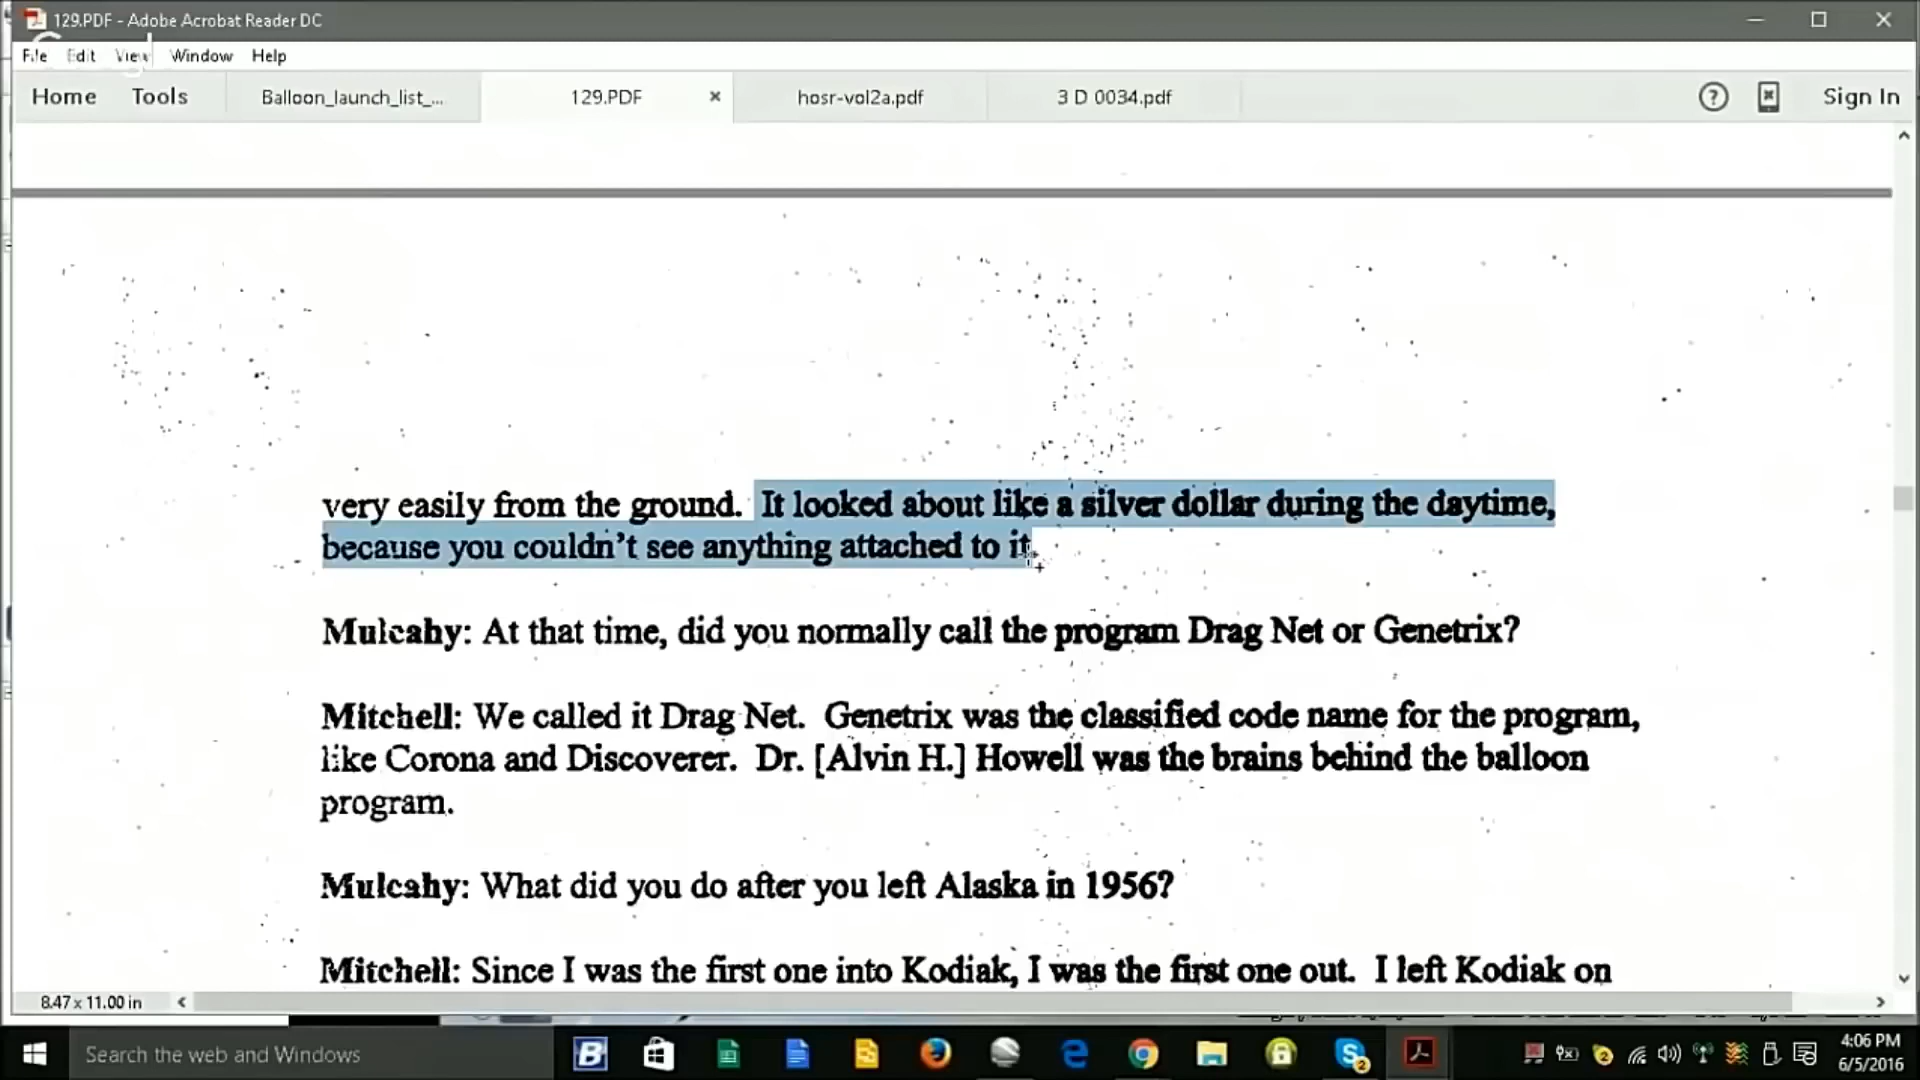 129.PDF - Adobe Acrobat Reader DC
File Edit View Window Help
Home Tools Balloon_launch_list_... 129.PDF hosr-vol2a.pdf 3 D 0034.pdf Sign In
very easily from the ground. It looked about like a silver dollar during the daytime,
because you couldn't see anything attached to it.
Mulcahy: At that time, did you normally call the program Drag Net or Genetrix?
Mitchell: We called it Drag Net. Genetrix was the classified code name for the program,
like Corona and Discoverer. Dr. [Alvin H.] Howell was the brains behind the balloon
program.
Mulcahy: What did you do after you left Alaska in 1956?
Mitchell: Since I was the first one into Kodiak, I was the first one out. I left Kodiak on
8.47 x 11.00 in
Search the web and Windows
4:06 PM
6/5/2016